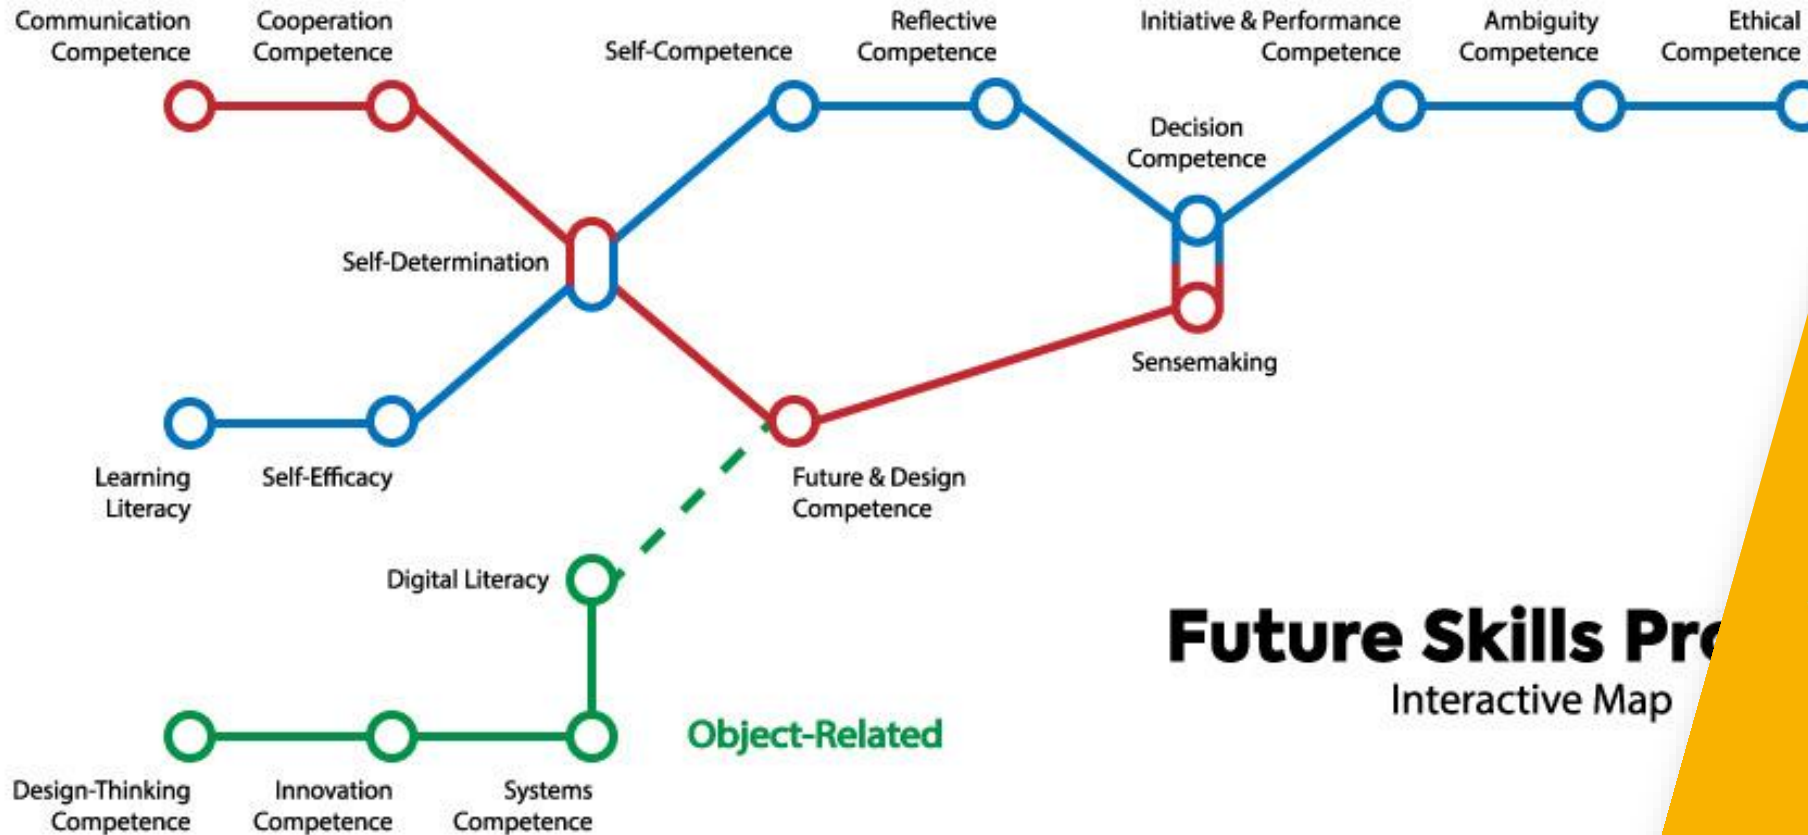 Communication
Competence
Cooperation
Competence
Self-Competence
Reflective
Competence
Initiative & Performance
Competence
Ambiguity
Competence
Ethical
Competence
Decision
Competence
Self-Determination
Sensemaking
Learning
Literacy
Self-Efficacy
Future & Design
Competence
Digital Literacy
Future Skills
Interactive Map
Object-Related
Design-Thinking
Competence
Innovation
Competence
Systems
Competence